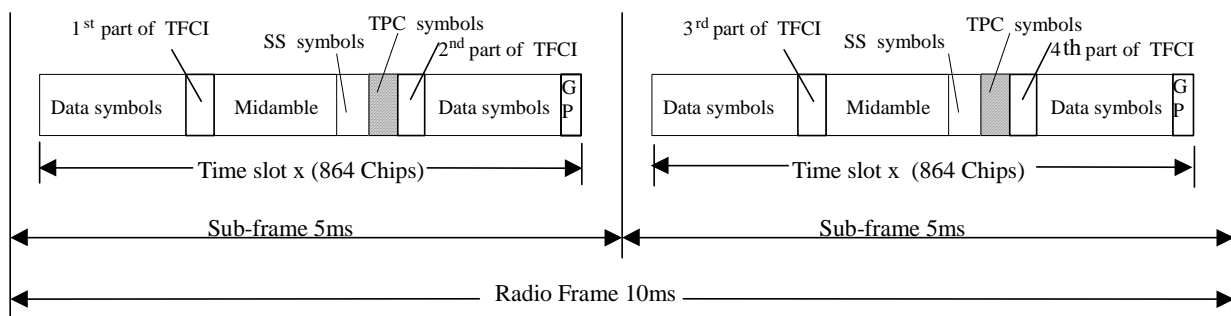 1st part of TFCI
SS symbols
TPC symbols
2nd part of TFCI
Data symbols
Midamble
Data symbols
G
P
Time slot x (864 Chips)
Sub-frame 5ms
3rd part of TFCI
SS symbols
TPC symbols
4th part of TFCI
Data symbols
Midamble
Data symbols
G
P
Time slot x (864 Chips)
Sub-frame 5ms
Radio Frame 10ms